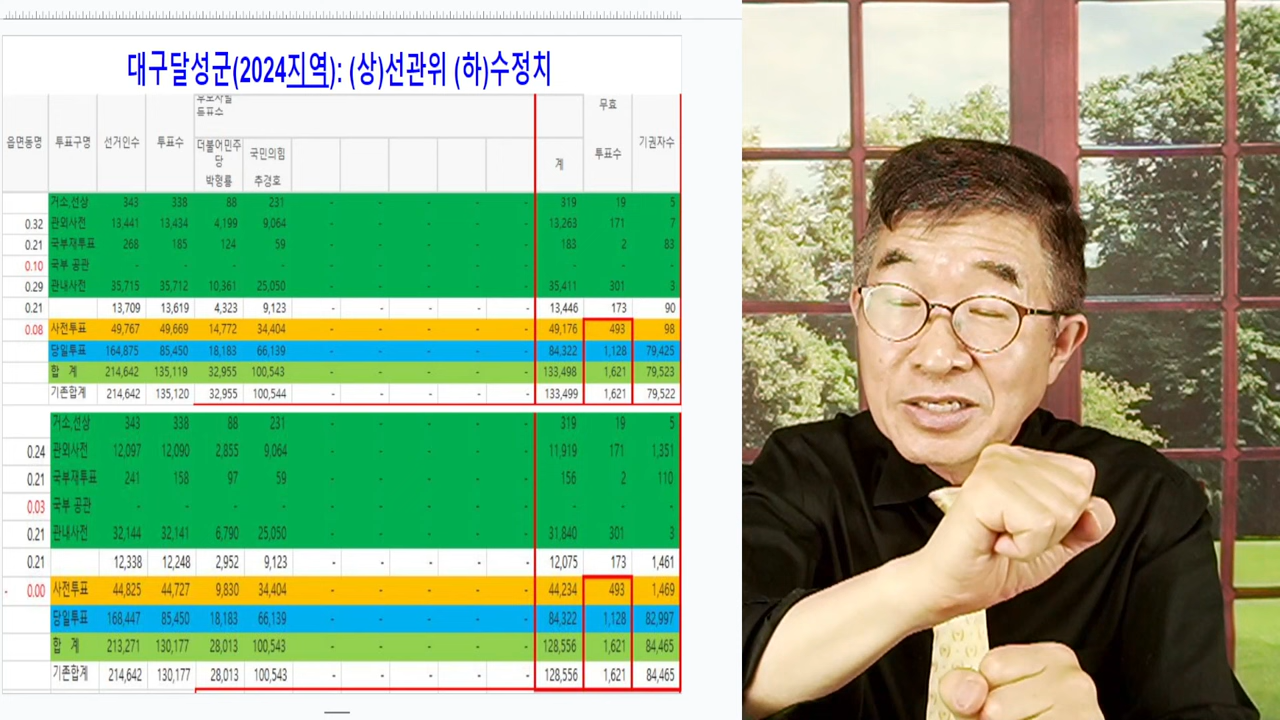 대구달성군(2024지역): (상)선관위 (하)수정치
후보자별
득표수
무효
읍면동명 투표구명 선거인수 투표수 더불어민주당 박형룡 국민의힘 추경호 계 투표수 기권자수
거소,선상 343 338 88 231 - - - - - 319 19 5
0.32 관외사전 13,441 13,434 4,199 9,064 - - - - - 13,263 171 7
0.21 국부재투표 268 185 124 59 - - - - - 183 2 83
0.10 국부 공관 - - - - - - - - - - - -
0.29 관내사전 35,715 35,712 10,361 25,050 - - - - - 35,411 301 3
0.21 13,709 13,619 4,323 9,123 - - - - - 13,446 173 90
0.08 사전투표 49,767 49,669 14,772 34,404 - - - - - 49,176 493 98
당일투표 164,875 85,450 18,183 66,139 - - - - - 84,322 1,128 79,425
합 계 214,642 135,119 32,955 100,543 - - - - - 133,498 1,621 79,523
기존합계 214,642 135,120 32,955 100,544 - - - - - 133,499 1,621 79,522
거소,선상 343 338 88 231 - - - - - 319 19 5
0.24 관외사전 12,097 12,090 2,855 9,064 - - - - - 11,919 171 1,351
0.21 국부재투표 241 158 97 59 - - - - - 156 2 110
0.03 국부 공관 - - - - - - - - - - - -
0.21 관내사전 32,144 32,141 6,790 25,050 - - - - - 31,840 301 3
0.21 12,338 12,248 2,952 9,123 - - - - - 12,075 173 1,461
- 0.00 사전투표 44,825 44,727 9,830 34,404 - - - - - 44,234 493 1,469
당일투표 168,447 85,450 18,183 66,139 - - - - - 84,322 1,128 82,997
합 계 213,271 130,177 28,013 100,543 - - - - - 128,556 1,621 84,465
기존합계 214,642 130,177 28,013 100,543 - - - - - 128,556 1,621 84,465